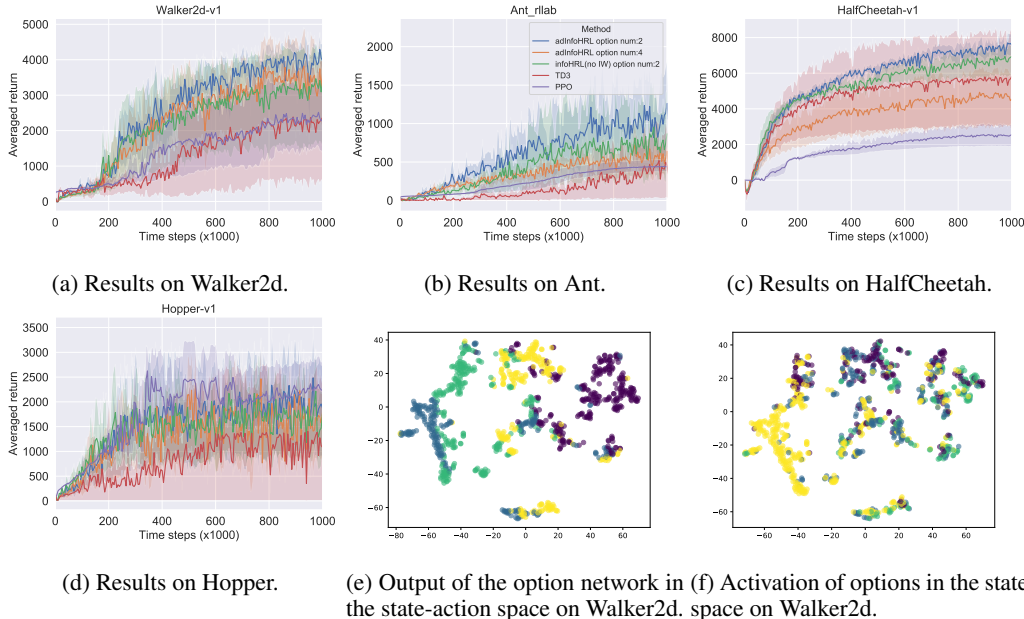 Walker2d-v1
5000
4000
3000
2000
1000
0
Averaged return
0 200 400 600 800 1000
Time steps (x1000)
(a) Results on Walker2d.
Ant_rllab
2000
1500
1000
500
0
Averaged return
Method
adInfoHRL option num:2
adInfoHRL option num:4
infoHRL(no IW) option num:2
TD3
PPO
0 200 400 600 800 1000
Time steps (x1000)
(b) Results on Ant.
HalfCheetah-v1
8000
6000
4000
2000
0
Averaged return
0 200 400 600 800 1000
Time steps (x1000)
(c) Results on HalfCheetah.
Hopper-v1
3500
3000
2500
2000
1500
1000
500
0
Averaged return
0 200 400 600 800 1000
Time steps (x1000)
(d) Results on Hopper.
40
20
0
−20
−40
−60
−80 −60 −40 −20 0 20 40 60
(e) Output of the option network in
the state-action space on Walker2d.
40
20
0
−20
−40
−60
−60 −40 −20 0 20 40 60
(f) Activation of options in the state
space on Walker2d.